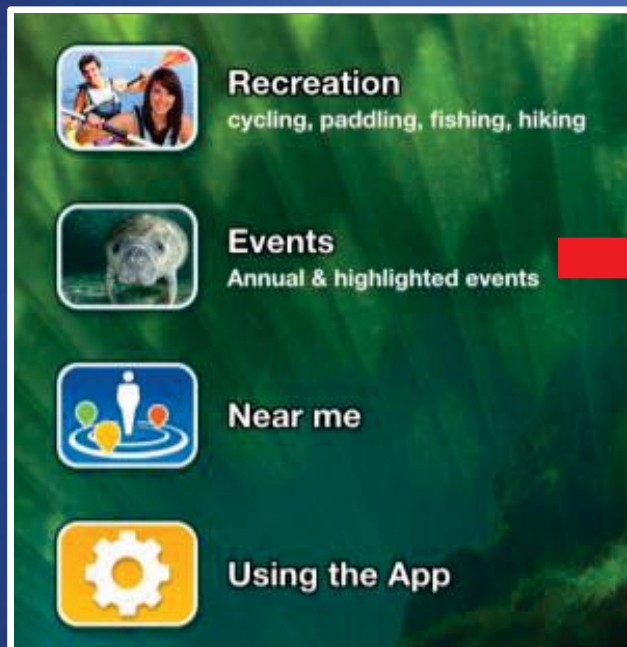 Recreation
cycling, paddling, fishing, hiking
Events
Annual & highlighted events
Near me
Using the App